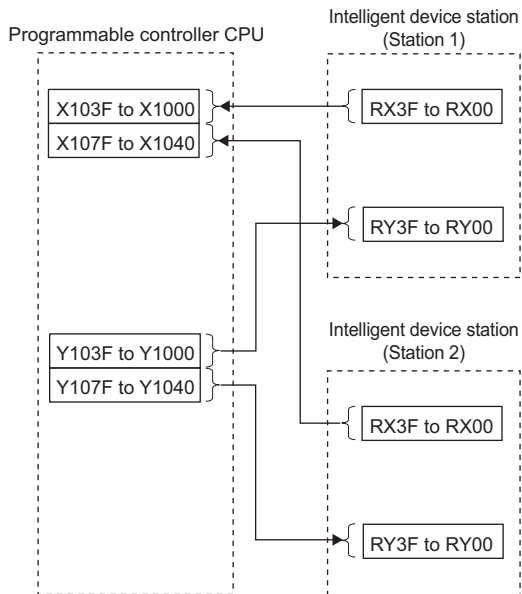 Programmable controller CPU
X103F to X1000
X107F to X1040
Y103F to Y1000
Y107F to Y1040
Intelligent device station
(Station 1)
RX3F to RX00
RY3F to RY00
Intelligent device station
(Station 2)
RX3F to RX00
RY3F to RY00